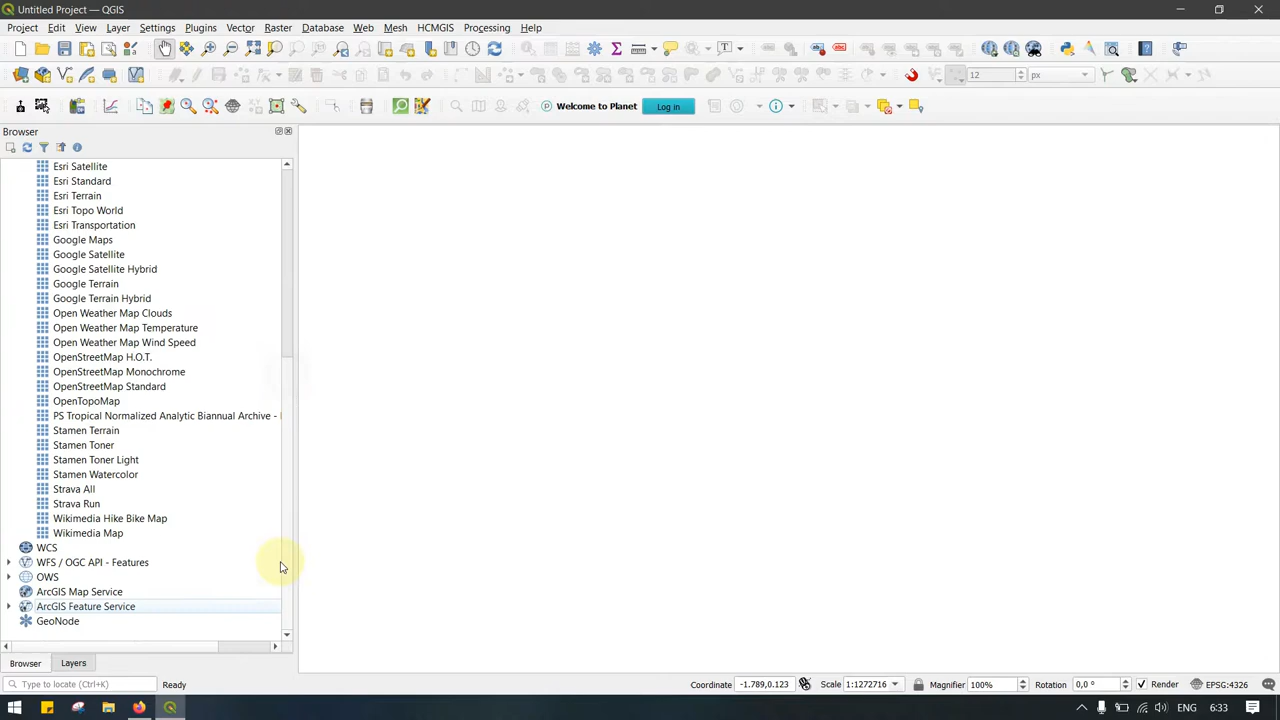 Untitled Project — QGIS
Project Edit View Layer Settings Plugins Vector Raster Database Web Mesh HCMGIS Processing Help
12 px
Welcome to Planet Log in
Browser
Esri Satellite
Esri Standard
Esri Terrain
Esri Topo World
Esri Transportation
Google Maps
Google Satellite
Google Satellite Hybrid
Google Terrain
Google Terrain Hybrid
Open Weather Map Clouds
Open Weather Map Temperature
Open Weather Map Wind Speed
OpenStreetMap H.O.T.
OpenStreetMap Monochrome
OpenStreetMap Standard
OpenTopoMap
PS Tropical Normalized Analytic Biannual Archive -
Stamen Terrain
Stamen Toner
Stamen Toner Light
Stamen Watercolor
Strava All
Strava Run
Wikimedia Hike Bike Map
Wikimedia Map
WCS
WFS / OGC API - Features
OWS
ArcGIS Map Service
ArcGIS Feature Service
GeoNode
Browser Layers
Type to locate (Ctrl+K) Ready Coordinate -1.789,0.123 Scale 1:1272716 Magnifier 100% Rotation 0,0 ° Render EPSG:4326
ENG 6:33